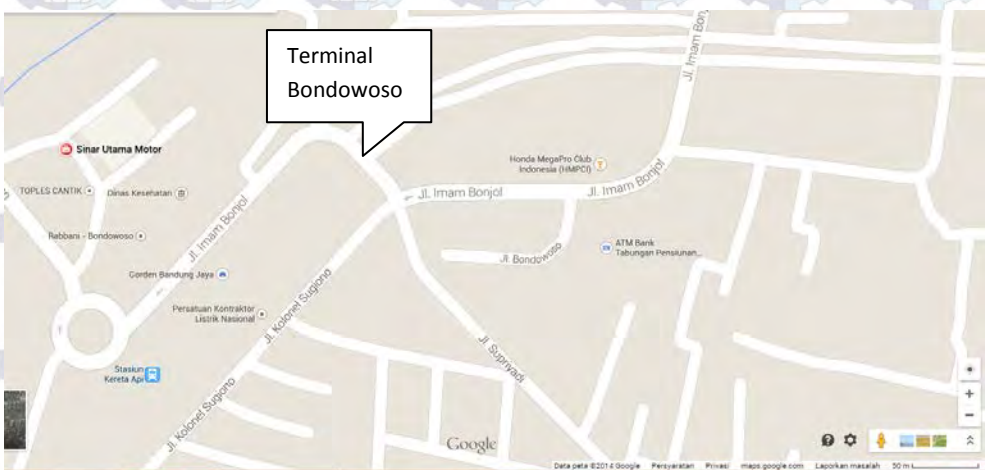 Terminal
Bondowoso
Jl. Imam Bonjol
Sinar Utama Motor
Honda MegaPro Club
Indonesia (HMPCI)
TOPLES CANTIK
Dinas Kesehatan
Jl. Imam Bonjol
Jl. Imam Bonjol
Jl. Imam Bonjol
Rabbani - Bondowoso
Jl. Bondowoso
ATM Bank
Tabungan Pensiunan...
Gorden Bandung Jaya
Persatuan Kontraktor
Listrik Nasional
Jl. Kolonel Sugiono
Jl. Supriyadi
Stasiun
Kereta Api
Jl. Kolonel Sugiono
Google
Data peta ©2014 Google Persyaratan Privasi maps.google.com Laporkan masalah 50 m